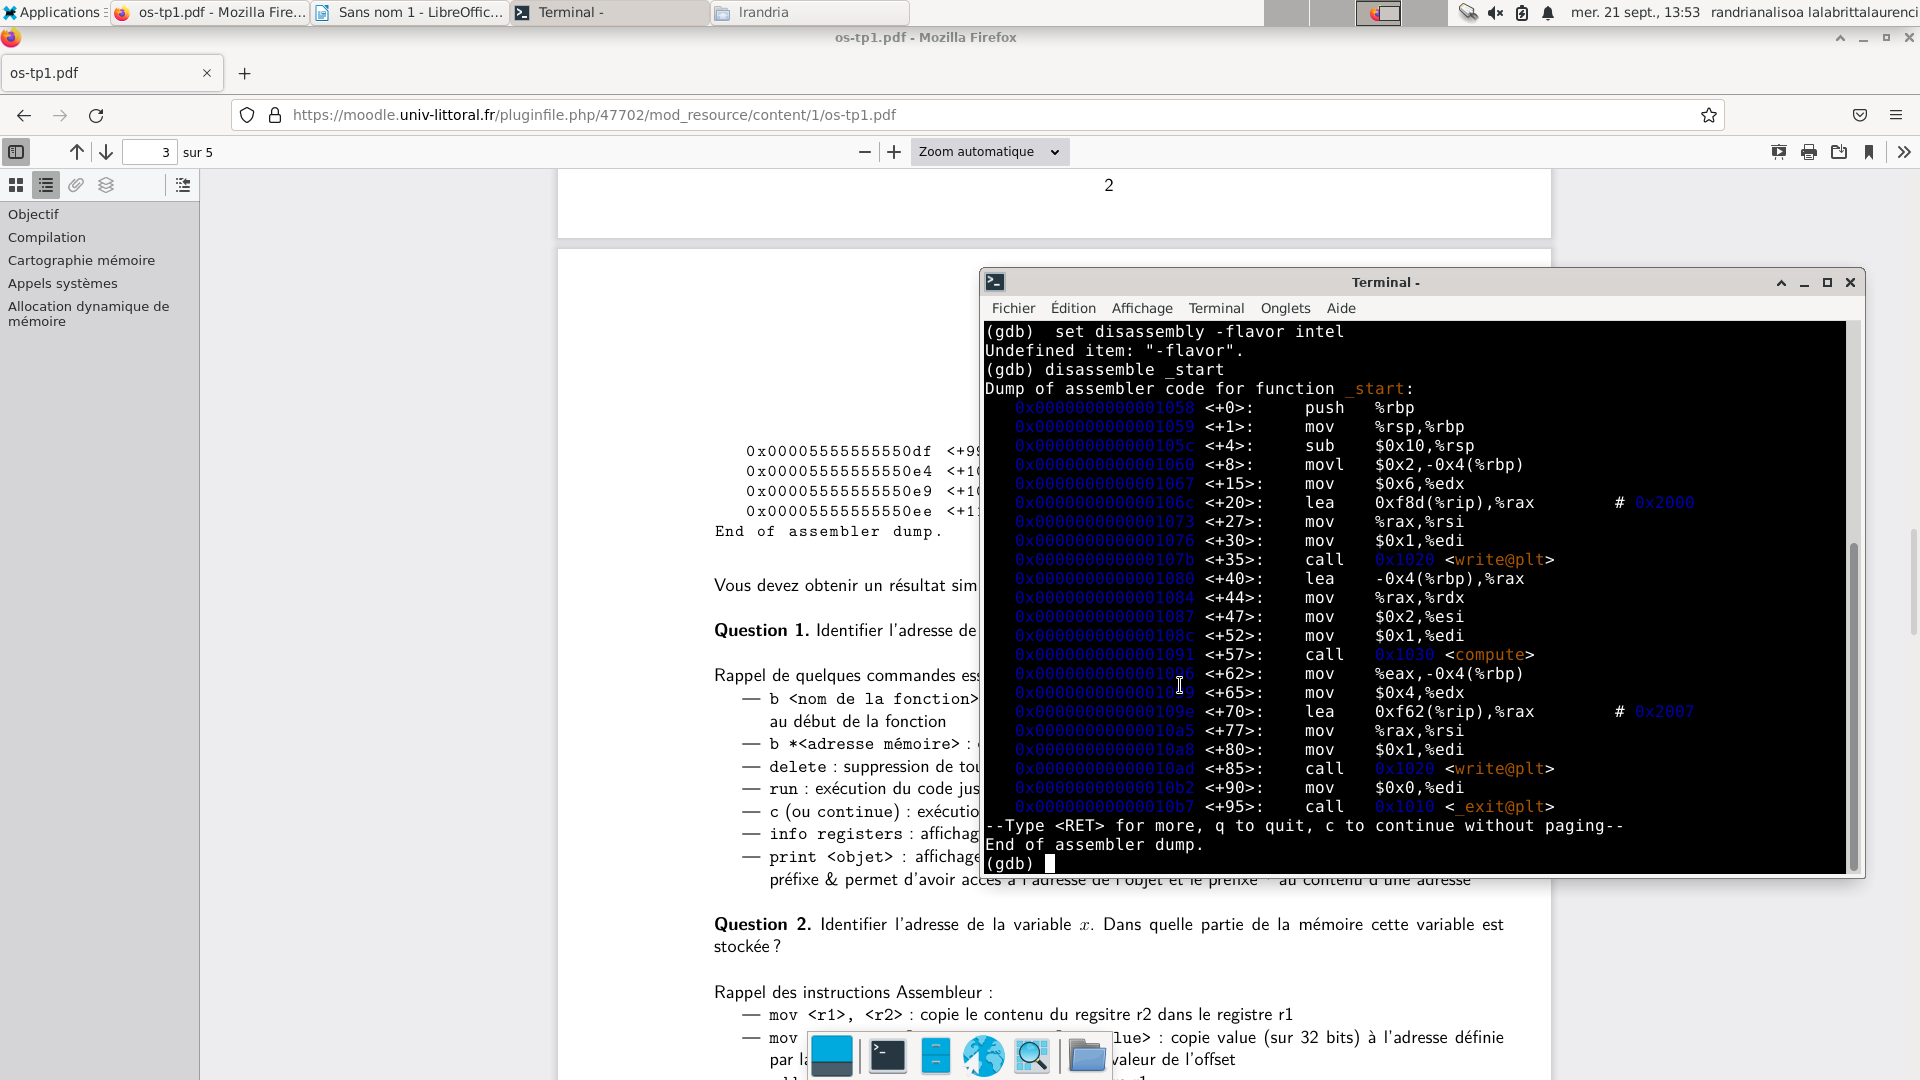 Applications
os-tp1.pdf - Mozilla Fire...
Sans nom 1 - LibreOffic...
Terminal -
Irandria
mer. 21 sept., 13:53
randrianalisoa lalabrittalaurenci
os-tp1.pdf - Mozilla Firefox
os-tp1.pdf
https://moodle.univ-littoral.fr/pluginfile.php/47702/mod_resource/content/1/os-tp1.pdf
3 sur 5
Zoom automatique
Objectif
Compilation
Cartographie mémoire
Appels systèmes
Allocation dynamique de
mémoire
2
0x00005555555550df <+99
0x00005555555550e4 <+10
0x00005555555550e9 <+10
0x00005555555550ee <+1
End of assembler dump.
Vous devez obtenir un résultat sim
Question 1. Identifier l'adresse de
Rappel de quelques commandes ess
— b <nom de la fonction>
au début de la fonction
— b *<adresse mémoire> :
— delete : suppression de tou
— run : exécution du code jus
— c (ou continue) : exécutio
— info registers : affichag
— print <objet> : affichage
préfixe & permet d'avoir accès à l'adresse de l'objet et le préfixe * au contenu d'une adresse
Question 2. Identifier l'adresse de la variable x. Dans quelle partie de la mémoire cette variable est
stockée ?
Rappel des instructions Assembleur :
— mov <r1>, <r2> : copie le contenu du regsitre r2 dans le registre r1
— mov lue> : copie value (sur 32 bits) à l'adresse définie
par la valeur de l'offset
Terminal -
Fichier Édition Affichage Terminal Onglets Aide
(gdb)  set disassembly -flavor intel
Undefined item: "-flavor".
(gdb) disassemble _start
Dump of assembler code for function _start:
0x0000000000001058 <+0>: push %rbp
0x0000000000001059 <+1>: mov %rsp,%rbp
0x000000000000105c <+4>: sub $0x10,%rsp
0x0000000000001060 <+8>: movl $0x2,-0x4(%rbp)
0x0000000000001067 <+15>: mov $0x6,%edx
0x000000000000106c <+20>: lea 0xf8d(%rip),%rax # 0x2000
0x0000000000001073 <+27>: mov %rax,%rsi
0x0000000000001076 <+30>: mov $0x1,%edi
0x000000000000107b <+35>: call 0x1020 <write@plt>
0x0000000000001080 <+40>: lea -0x4(%rbp),%rax
0x0000000000001084 <+44>: mov %rax,%rdx
0x0000000000001087 <+47>: mov $0x2,%esi
0x000000000000108c <+52>: mov $0x1,%edi
0x0000000000001091 <+57>: call 0x1030 <compute>
0x0000000000001096 <+62>: mov %eax,-0x4(%rbp)
<+65>: mov $0x4,%edx
0x000000000000109e <+70>: lea 0xf62(%rip),%rax # 0x2007
0x00000000000010a5 <+77>: mov %rax,%rsi
0x00000000000010a8 <+80>: mov $0x1,%edi
0x00000000000010ad <+85>: call 0x1020 <write@plt>
0x00000000000010b2 <+90>: mov $0x0,%edi
0x00000000000010b7 <+95>: call 0x1010 <_exit@plt>
--Type <RET> for more, q to quit, c to continue without paging--
End of assembler dump.
(gdb)